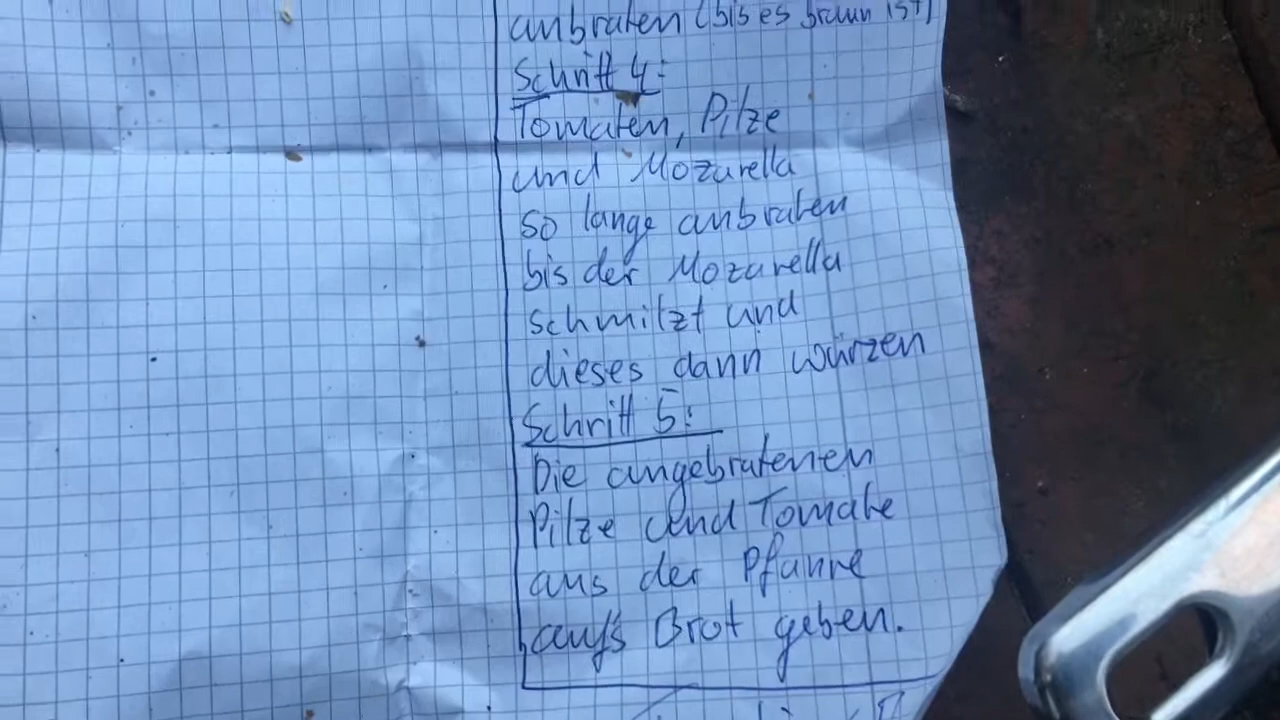 anbraten (bis es braun ist)
Schritt 4:
Tomaten, Pilze
und Mozarella
so lange anbraten
bis der Mozarella
schmilzt und
dieses dann würzen
Schritt 5:
Die angebratenen
Pilze und Tomate
aus der Pfanne
auf's Brot geben.